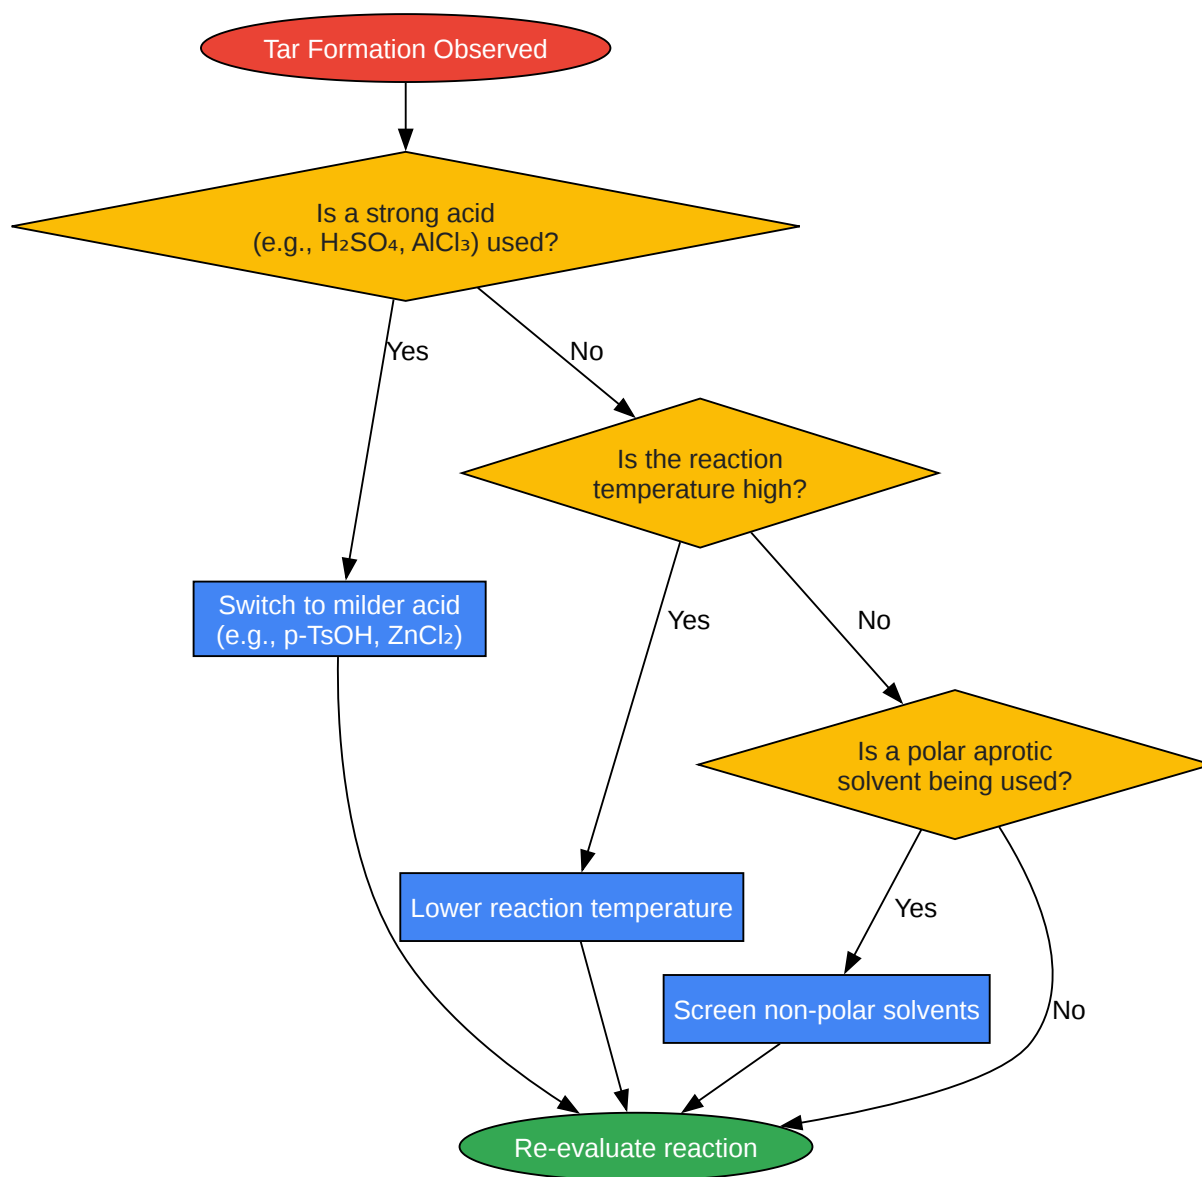 Tar Formation Observed
Is a strong acid
(e.g., H₂SO₄, AlCl₃) used?
Yes
No
Is the reaction
temperature high?
Switch to milder acid
(e.g., p-TsOH, ZnCl₂)
Yes
No
Is a polar aprotic
solvent being used?
Lower reaction temperature
Yes
Screen non-polar solvents
No
Re-evaluate reaction